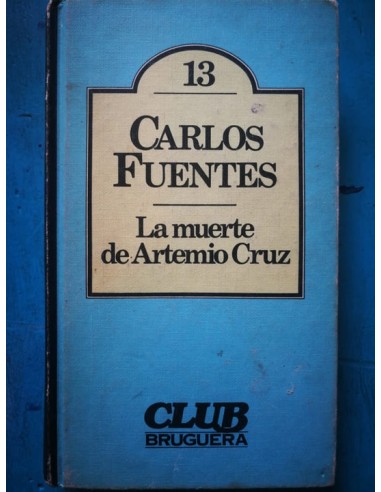 13
CARLOS
FUENTES
La muerte
de Artemio Cruz
CLUB
BRUGUERA